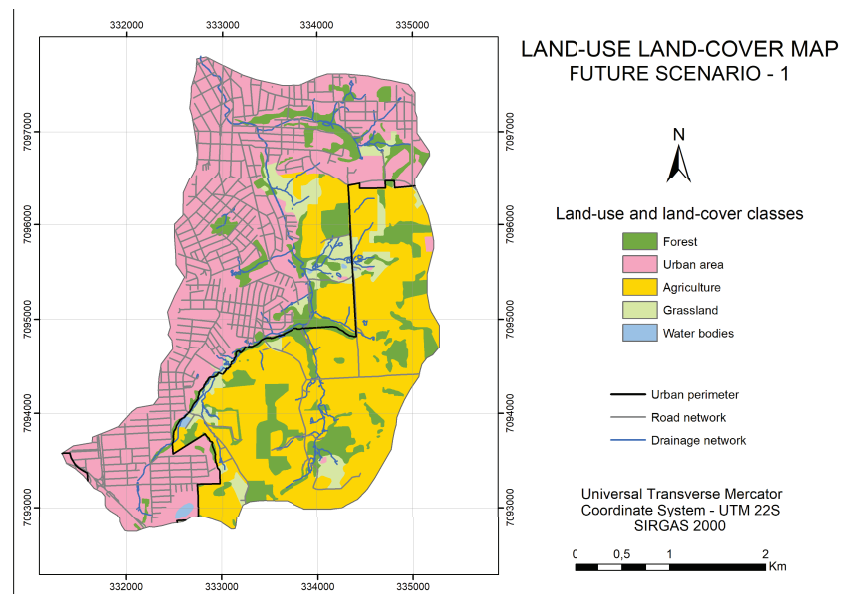 332000 333000 334000 335000
7097000
7096000
7095000
7094000
7093000
7097000
7096000
7095000
7094000
7093000
332000 333000 334000 335000
LAND-USE LAND-COVER MAP
FUTURE SCENARIO - 1
N
Land-use and land-cover classes
Forest
Urban area
Agriculture
Grassland
Water bodies
Urban perimeter
Road network
Drainage network
Universal Transverse Mercator
Coordinate System - UTM 22S
SIRGAS 2000
0 0,5 1 2
Km